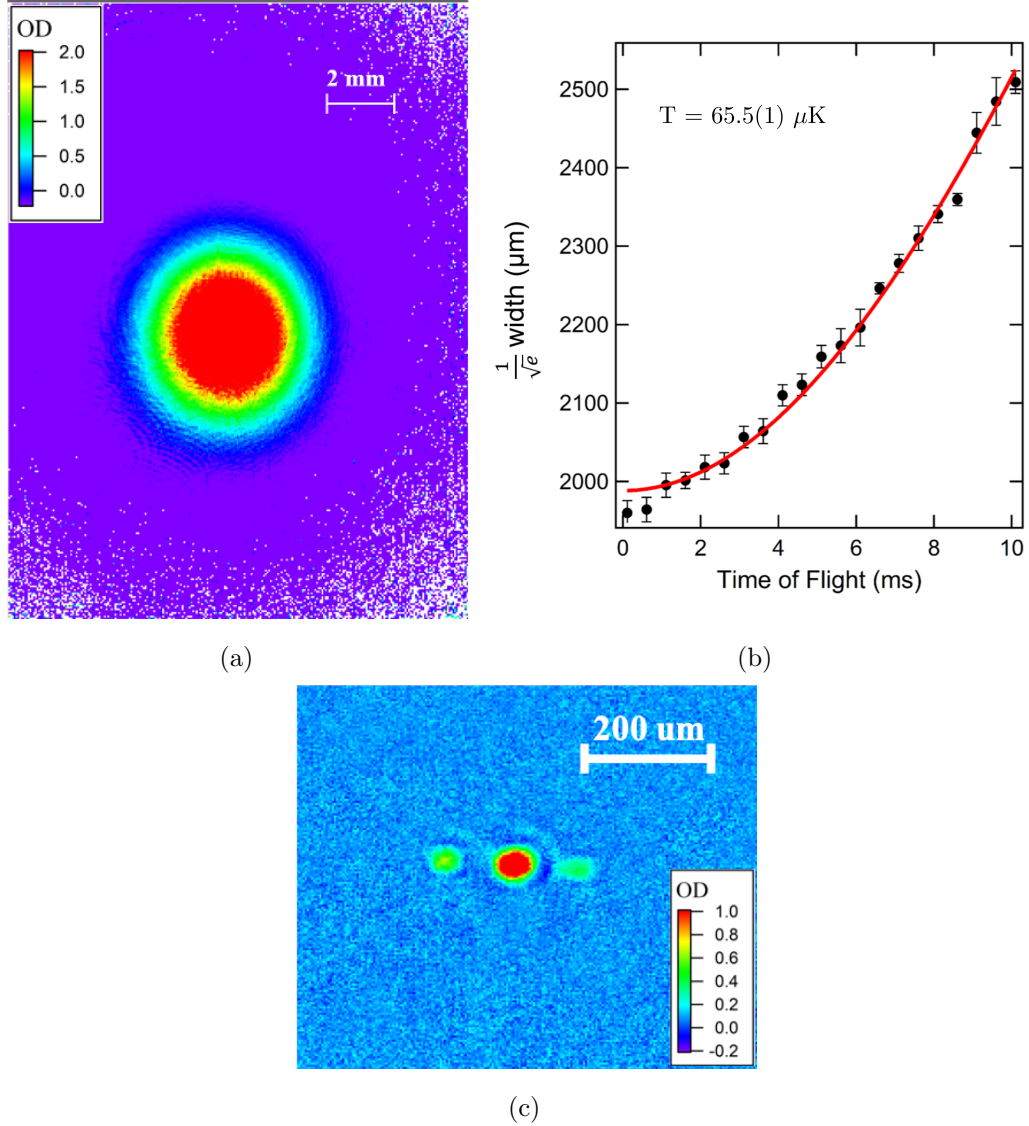 OD
2.0
1.5
1.0
0.5
0.0
2 mm
(a)
T = 65.5(1) μK
2500
2400
2300
2200
2100
2000
1/√e width (µm)
0 2 4 6 8 10
Time of Flight (ms)
(b)
200 um
OD
1.0
0.8
0.6
0.4
0.2
0.0
-0.2
(c)